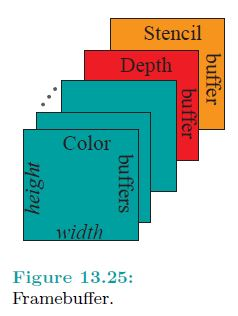 Stencil
buffer
Depth
buffer
Color
buffers
height
width
Figure 13.25:
Framebuffer.